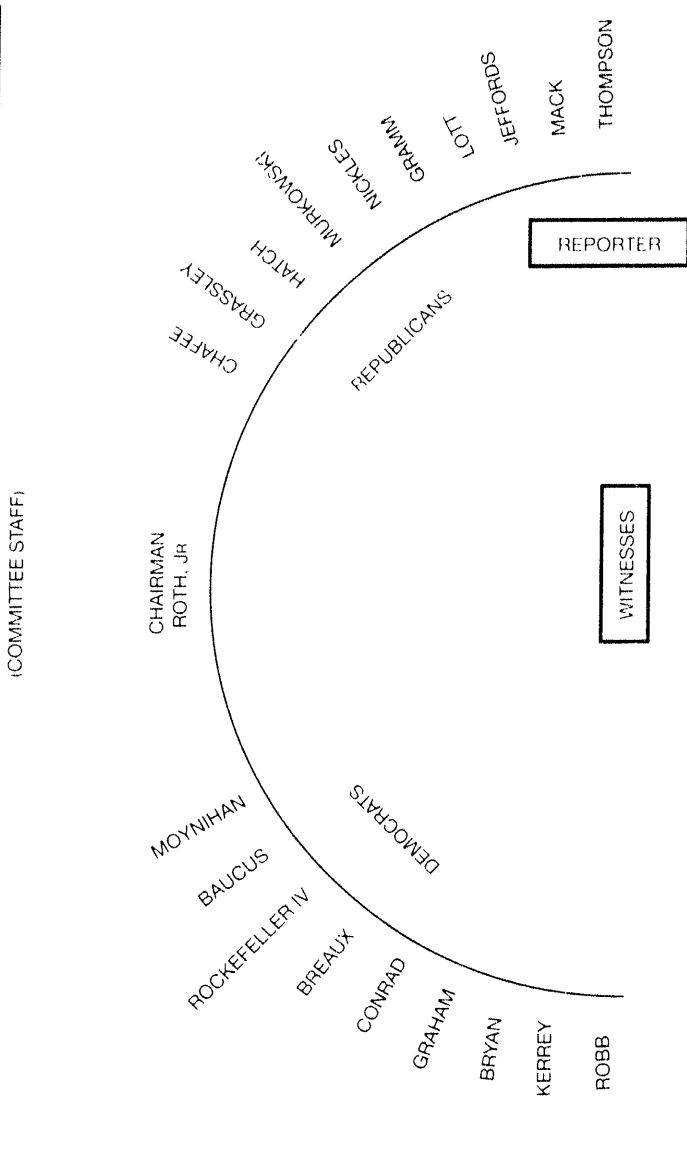 (COMMITTEE STAFF)
CHAIRMAN
ROTH, JR
MOYNIHAN
BAUCUS
ROCKEFELLER IV
BREAUX
CONRAD
GRAHAM
BRYAN
KERREY
ROBB
DEMOCRATS
CHAFEE
GRASSLEY
HATCH
MURKOWSKI
NICKLES
GRAMM
LOTT
JEFFORDS
MACK
THOMPSON
REPUBLICANS
WITNESSES
REPORTER